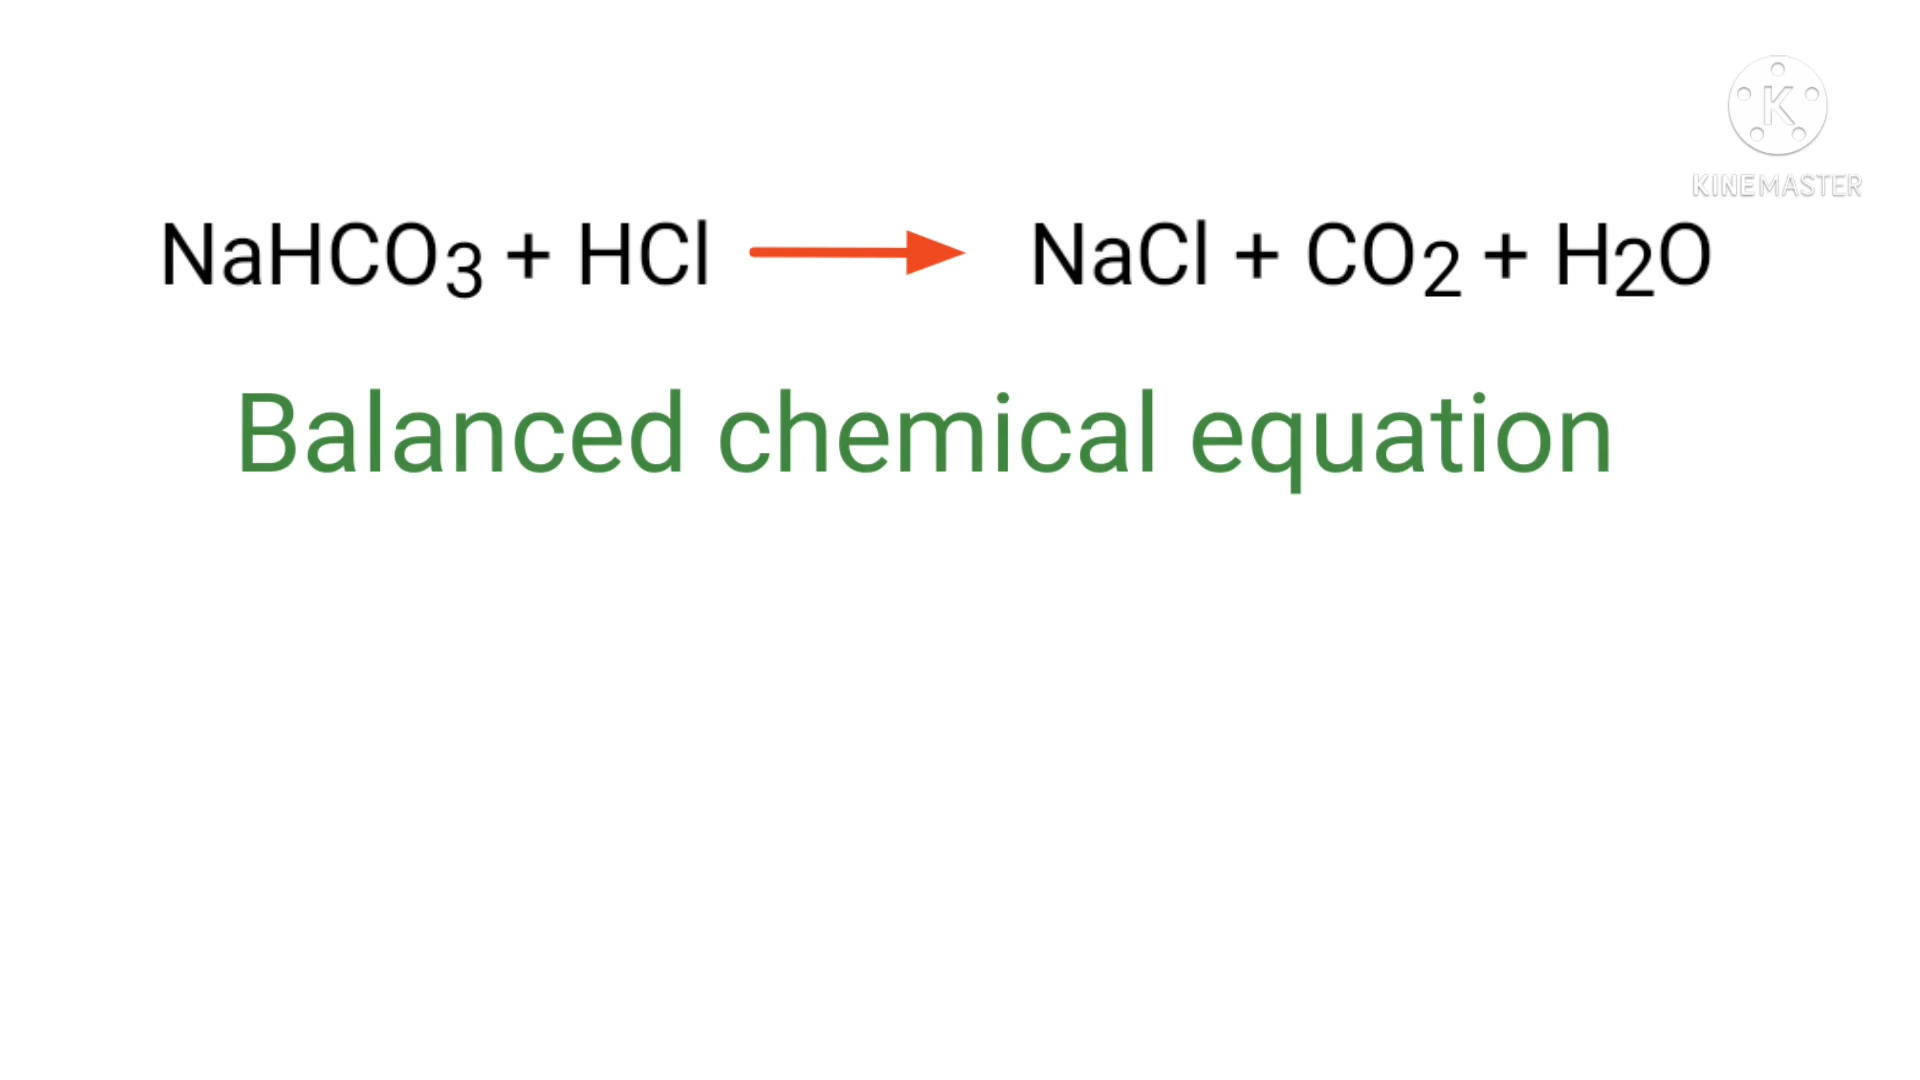 K
KINEMASTER
NaHCO3 + HCl → NaCl + CO2 + H2O
Balanced chemical equation